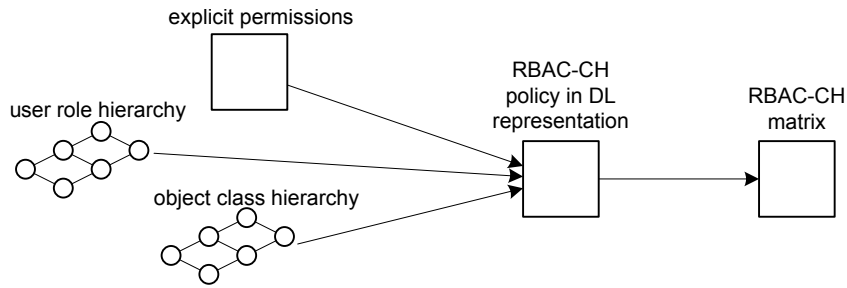 explicit permissions
user role hierarchy
object class hierarchy
RBAC-CH
policy in DL
representation
RBAC-CH
matrix